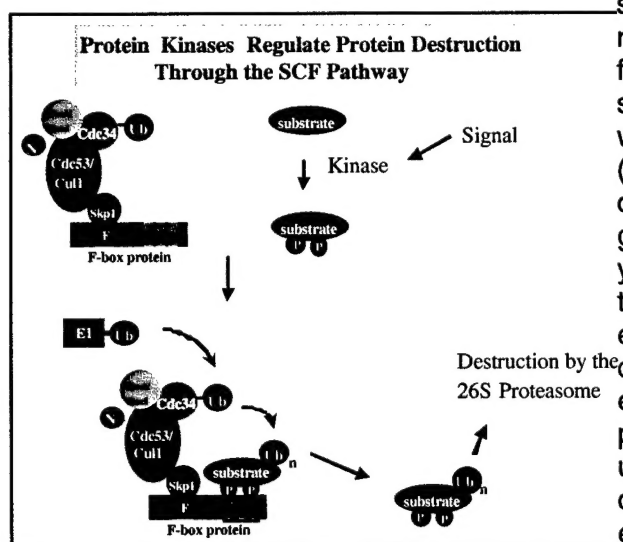 Protein Kinases Regulate Protein Destruction
Through the SCF Pathway
Cdc34
Ub
substrate
Signal
Cdc53/
Cul1
Kinase
Skp1
substrate
P P
F
F-box protein
E1
Ub
Destruction by the
26S Proteasome
Cdc34
Ub
Cdc53/
Cul1
Ub
n
substrate
Skp1
P P
Ub
n
substrate
P P
F
F-box protein